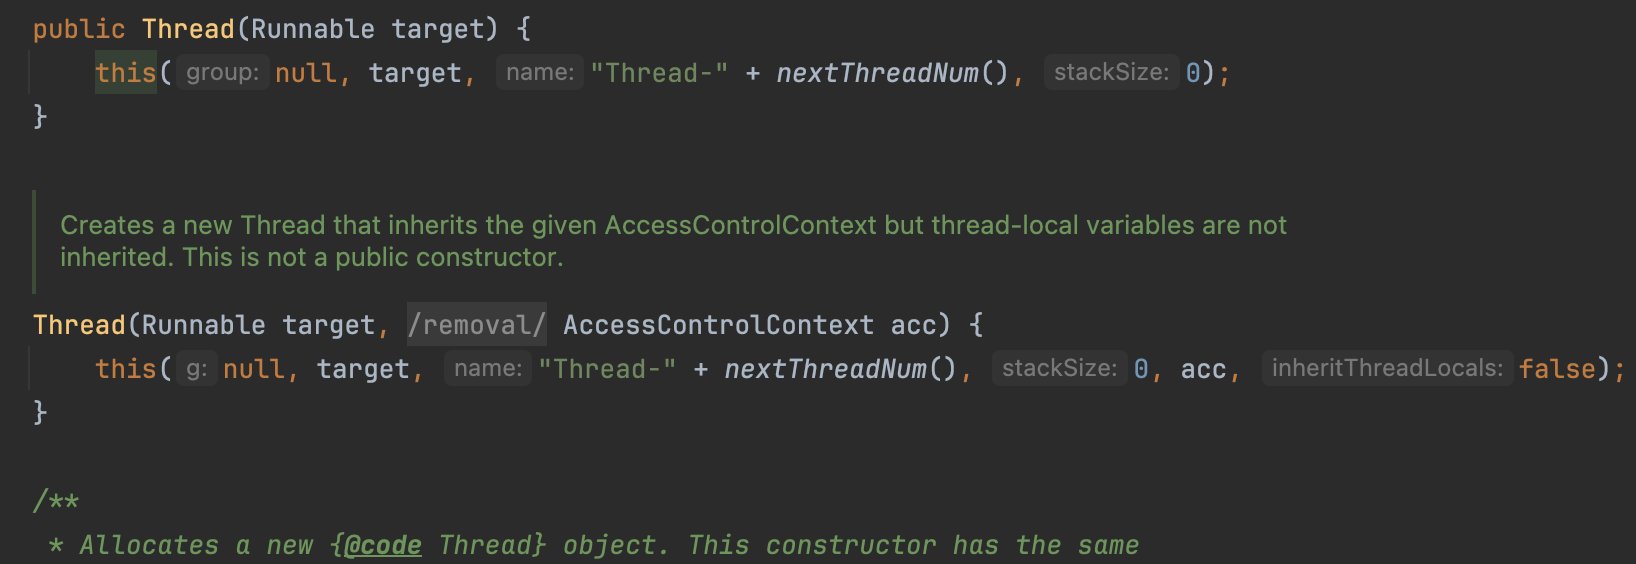 public Thread(Runnable target) {
this( group: null, target, name: "Thread-" + nextThreadNum(), stackSize: 0);
}
Creates a new Thread that inherits the given AccessControlContext but thread-local variables are not
inherited. This is not a public constructor.
Thread(Runnable target, /removal/ AccessControlContext acc) {
this( g: null, target, name: "Thread-" + nextThreadNum(), stackSize: 0, acc, inheritThreadLocals: false);
}
/**
* Allocates a new {@code Thread} object. This constructor has the same